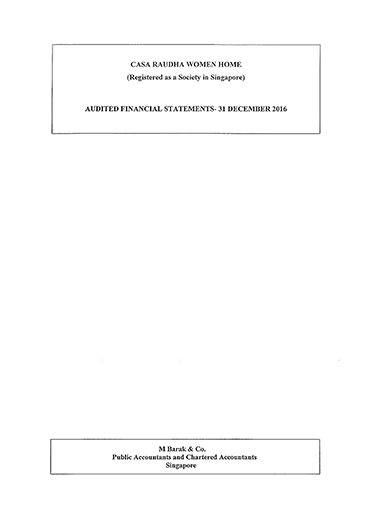 CASA RAUDHA WOMEN HOME
(Registered as a Society in Singapore)
AUDITED FINANCIAL STATEMENTS- 31 DECEMBER 2016
M Barak & Co.
Public Accountants and Chartered Accountants
Singapore